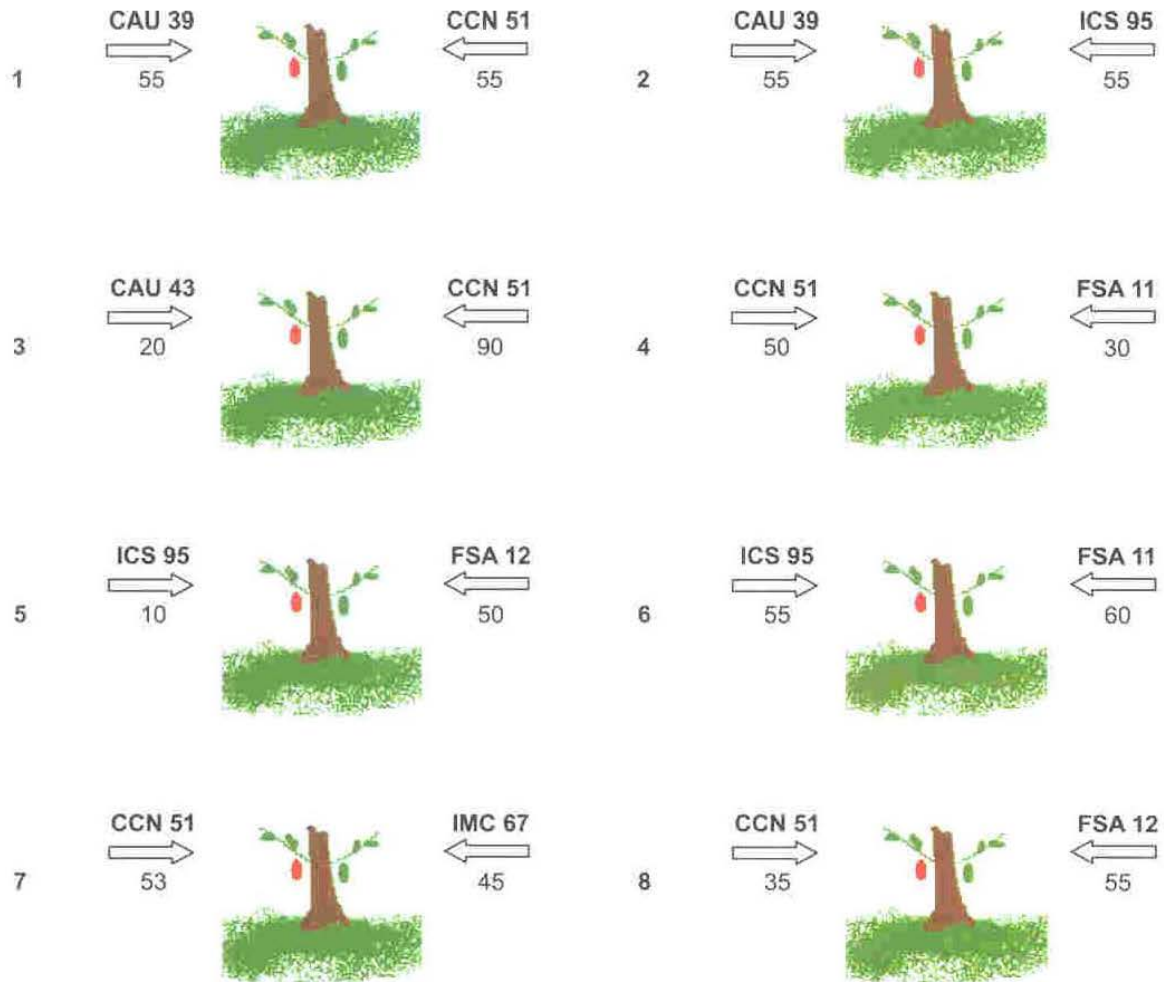 CAU 39 CCN 51 CAU 39 ICS 95
1 55 55 2 55 55
CAU 43 CCN 51 CCN 51 FSA 11
3 20 90 4 50 30
ICS 95 FSA 12 ICS 95 FSA 11
5 10 50 6 55 60
CCN 51 IMC 67 CCN 51 FSA 12
7 53 45 8 35 55